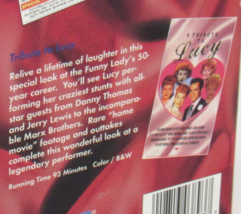 Relive a lifetime of laughter in this
special look at the Funny Lady's 50-
year career. You'll see Lucy per-
forming her craziest stunts with all-
star guests from Danny Thomas
and Jerry Lewis to the incompara-
ble Marx Brothers. Rare "home
movie" footage and outtakes
complete this wonderful look at a
legendary performer.
Running Time 93 Minutes Color / B&W
A TRIBUTE
Lucy